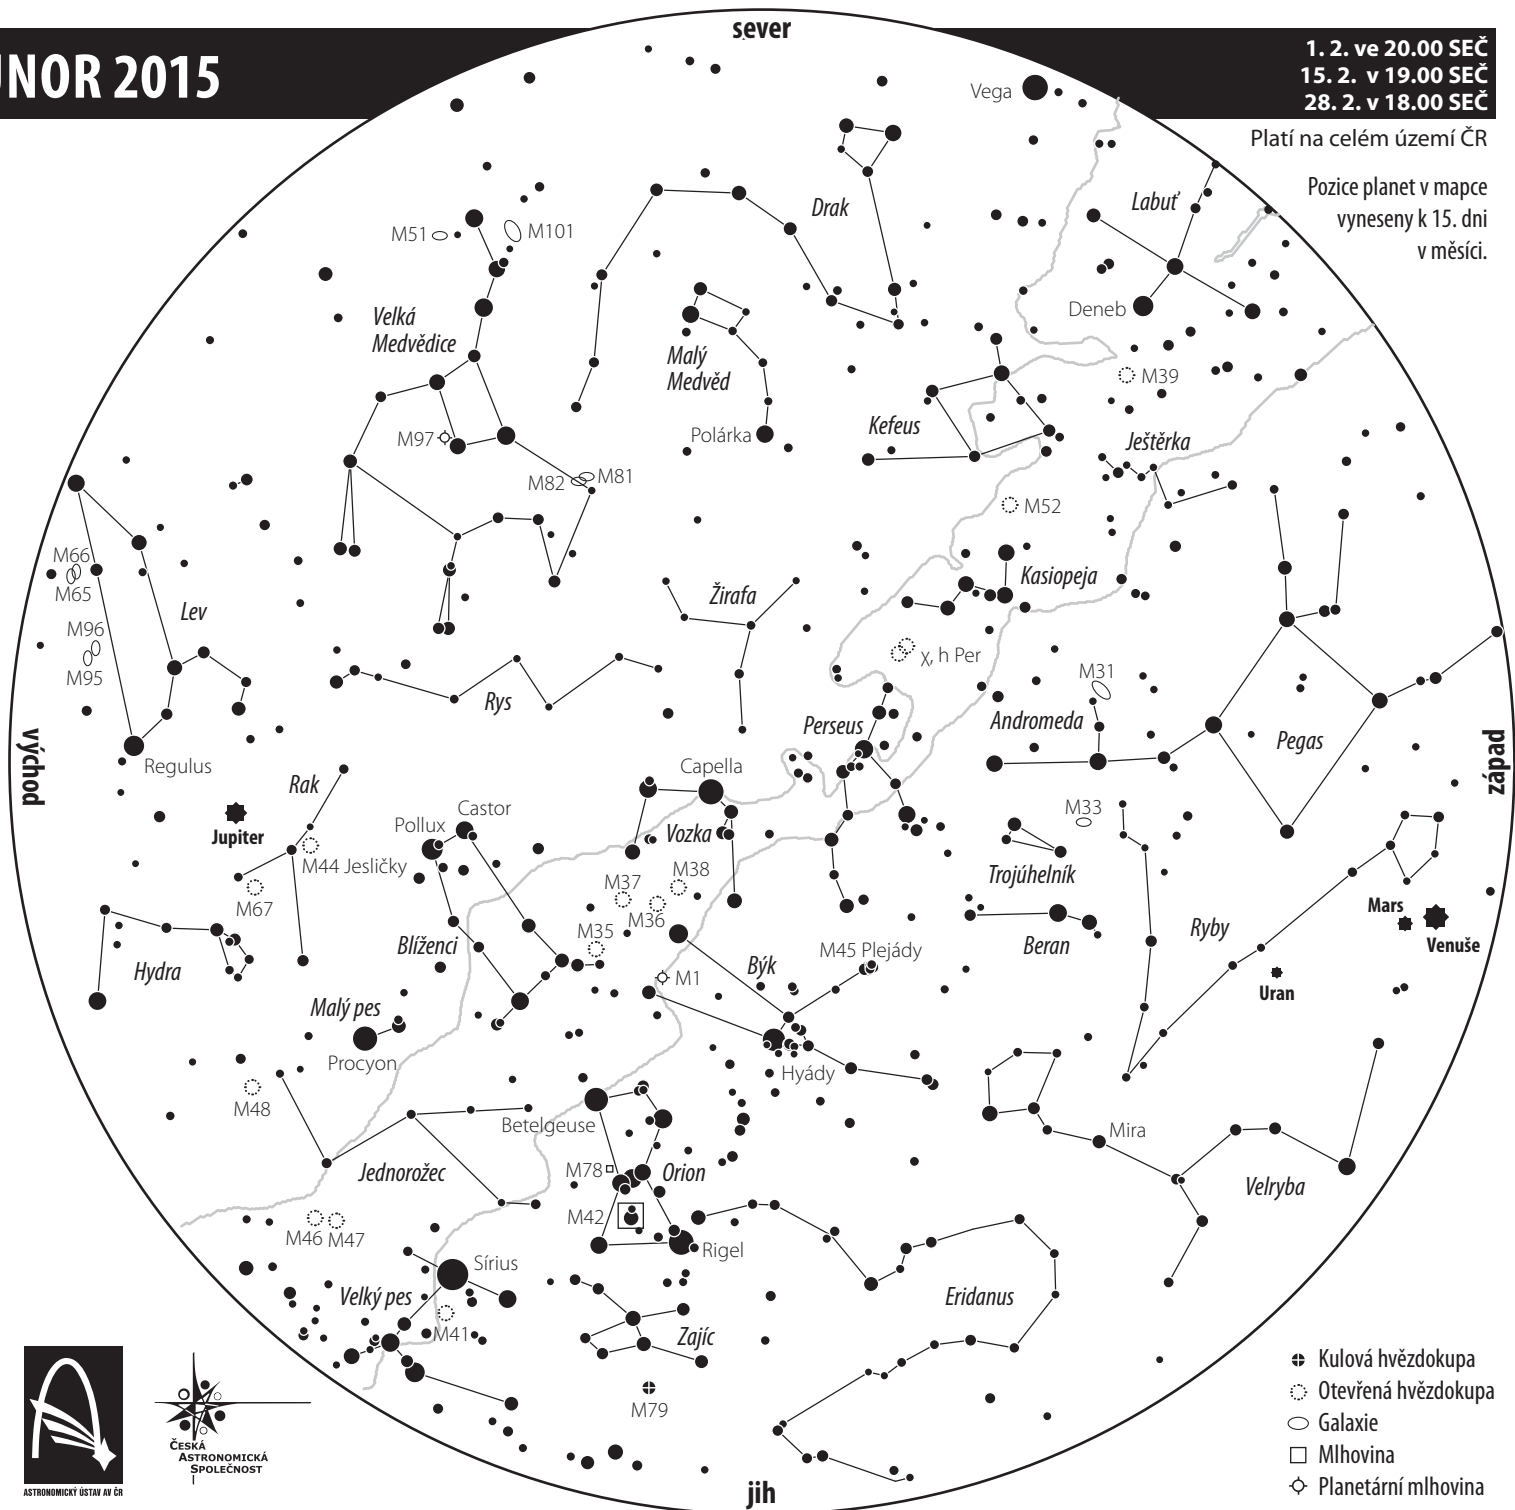 sever
ÚNOR 2015
1. 2. ve 20.00 SEČ
15. 2. v 19.00 SEČ
28. 2. v 18.00 SEČ
Platí na celém území ČR
Pozice planet v mapce
vyneseny k 15. dni
v měsíci.
Vega
Drak
Labuť
M51
M101
Velká
Medvědice
Deneb
Malý
Medvěd
M39
M97
Polárka
Kefeus
Ještěrka
M82
M81
M52
M66
M65
Kasiopeja
Žirafa
Lev
M96
M95
χ, h Per
M31
Rys
Perseus
Andromeda
Pegas
východ
západ
Regulus
Capella
Rak
Jupiter
Castor
Pollux
Vozka
M33
M44 Jesličky
M38
M37
M36
Trojúhelník
M67
Mars
Venuše
M35
Ryby
Hydra
Blíženci
Býk
M45 Plejády
Beran
M1
Uran
Malý pes
Procyon
Hyády
M48
Betelgeuse
Mira
M78
Orion
Jednorožec
Velryba
M42
M46
M47
Rigel
Sírius
Velký pes
Eridanus
M41
Zajíc
M79
jih
Kulová hvězdokupa
Otevřená hvězdokupa
Galaxie
Mlhovina
Planetární mlhovina
ASTRONOMICKÝ ÚSTAV AV ČR
ČESKÁ
ASTRONOMICKÁ
SPOLEČNOST